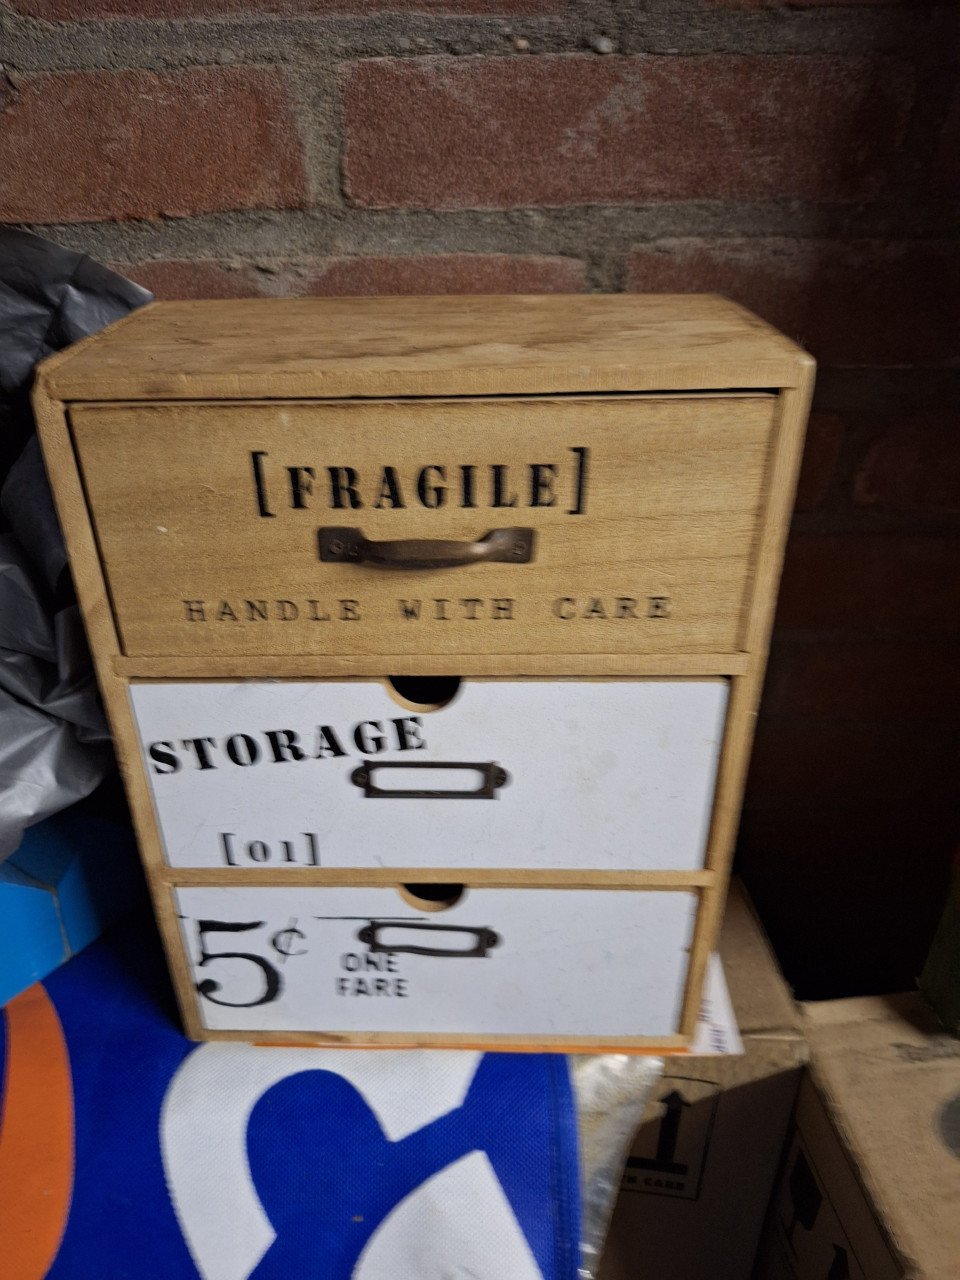 [FRAGILE]
HANDLE WITH CARE
STORAGE
[01]
5¢
ONE
FARE